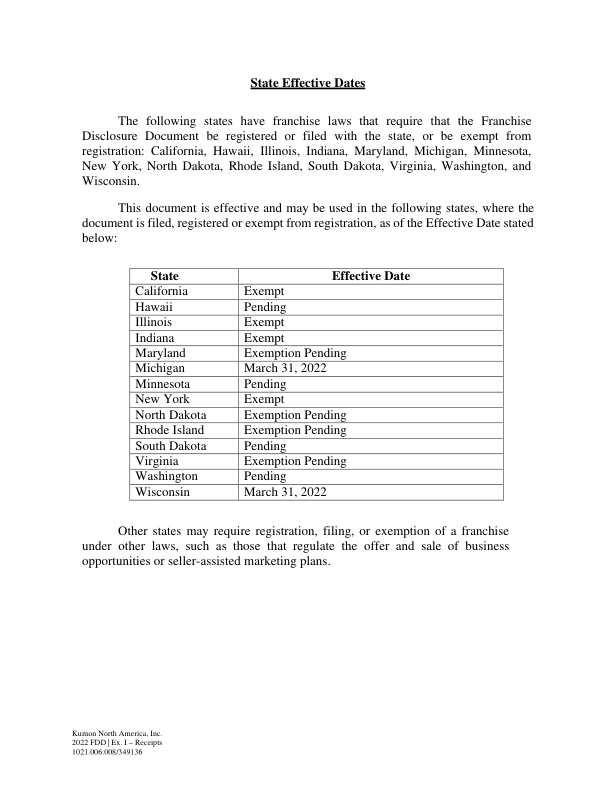 State Effective Dates
The following states have franchise laws that require that the Franchise
Disclosure Document be registered or filed with the state, or be exempt from
registration: California, Hawaii, Illinois, Indiana, Maryland, Michigan, Minnesota,
New York, North Dakota, Rhode Island, South Dakota, Virginia, Washington, and
Wisconsin.
This document is effective and may be used in the following states, where the
document is filed, registered or exempt from registration, as of the Effective Date stated
below:
State Effective Date
California Exempt
Hawaii Pending
Illinois Exempt
Indiana Exempt
Maryland Exemption Pending
Michigan March 31, 2022
Minnesota Pending
New York Exempt
North Dakota Exemption Pending
Rhode Island Exemption Pending
South Dakota Pending
Virginia Exemption Pending
Washington Pending
Wisconsin March 31, 2022
Other states may require registration, filing, or exemption of a franchise
under other laws, such as those that regulate the offer and sale of business
opportunities or seller-assisted marketing plans.
Kumon North America, Inc.
2022 FDD | Ex. I – Receipts
1021.006.008/349136